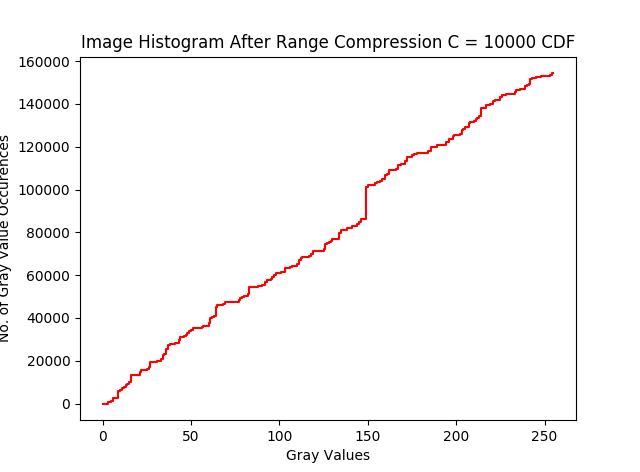 Image Histogram After Range Compression C = 10000 CDF
160000
140000
120000
100000
80000
60000
40000
20000
0
No. of Gray Value Occurences
0 50 100 150 200 250
Gray Values